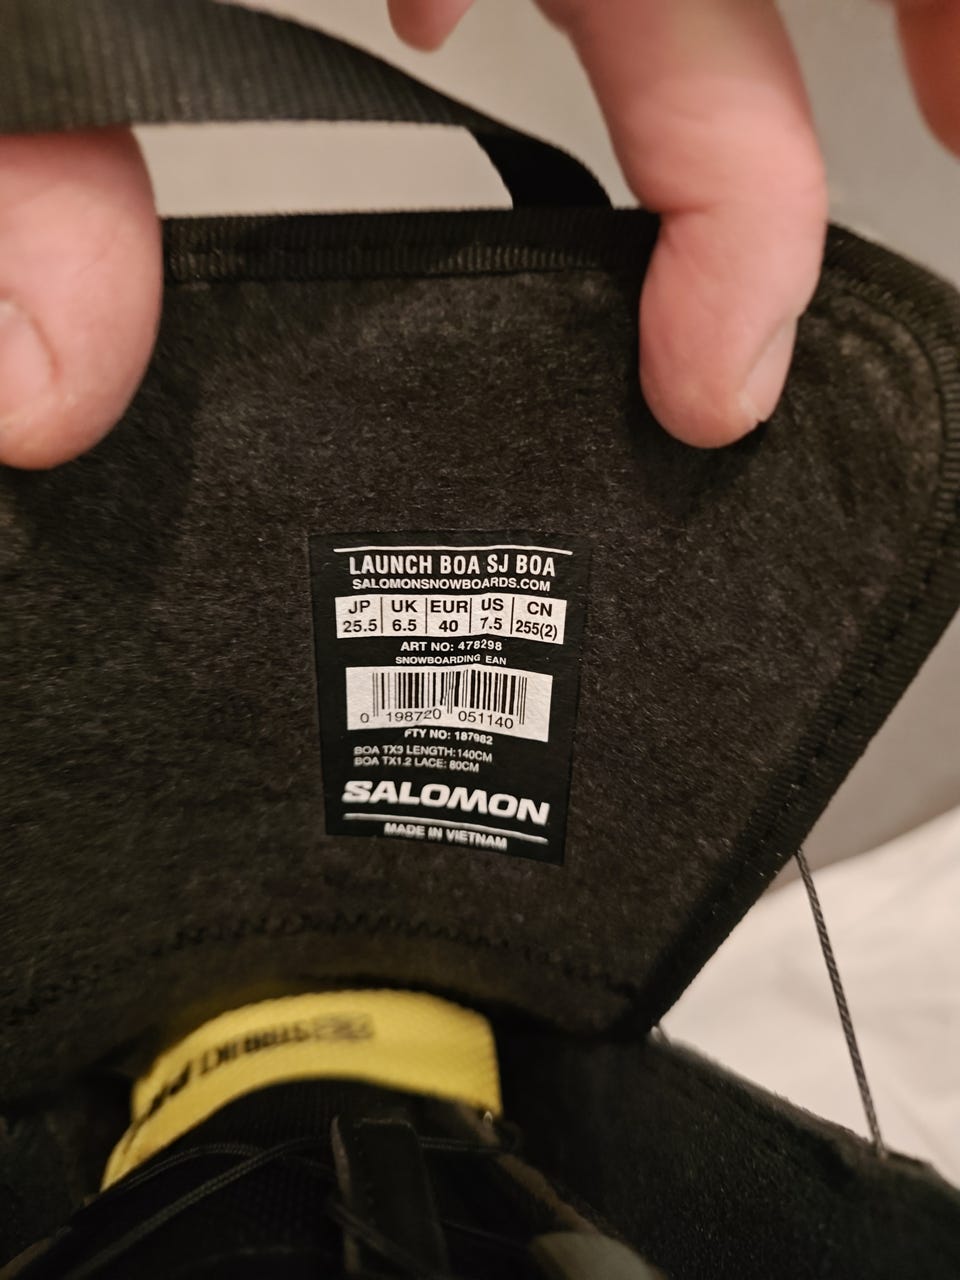 LAUNCH BOA SJ BOA
SALOMONSNOWBOARDS.COM
JP UK EUR US CN
25.5 6.5 40 7.5 255(2)
ART NO: 478298
SNOWBOARDING EAN
0 198720 051140
FTY NO: 187982
BOA TX3 LENGTH:140CM
BOA TX1.2 LACE: 80CM
SALOMON
MADE IN VIETNAM